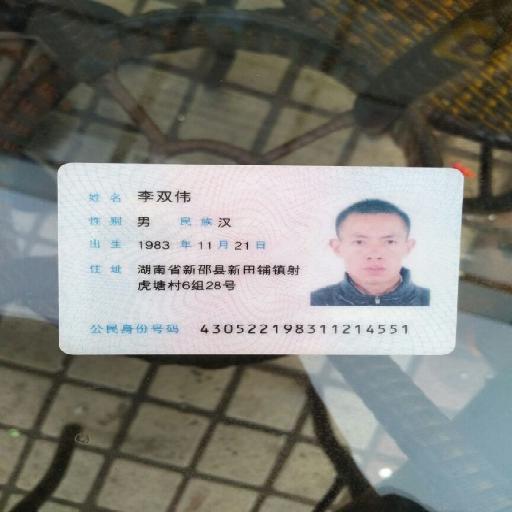 姓名 李双伟
性别 男 民族 汉
出生 1983 年 11 月 21 日
住址 湖南省新邵县新田铺镇射
虎塘村6组28号
公民身份号码 430522198311214551